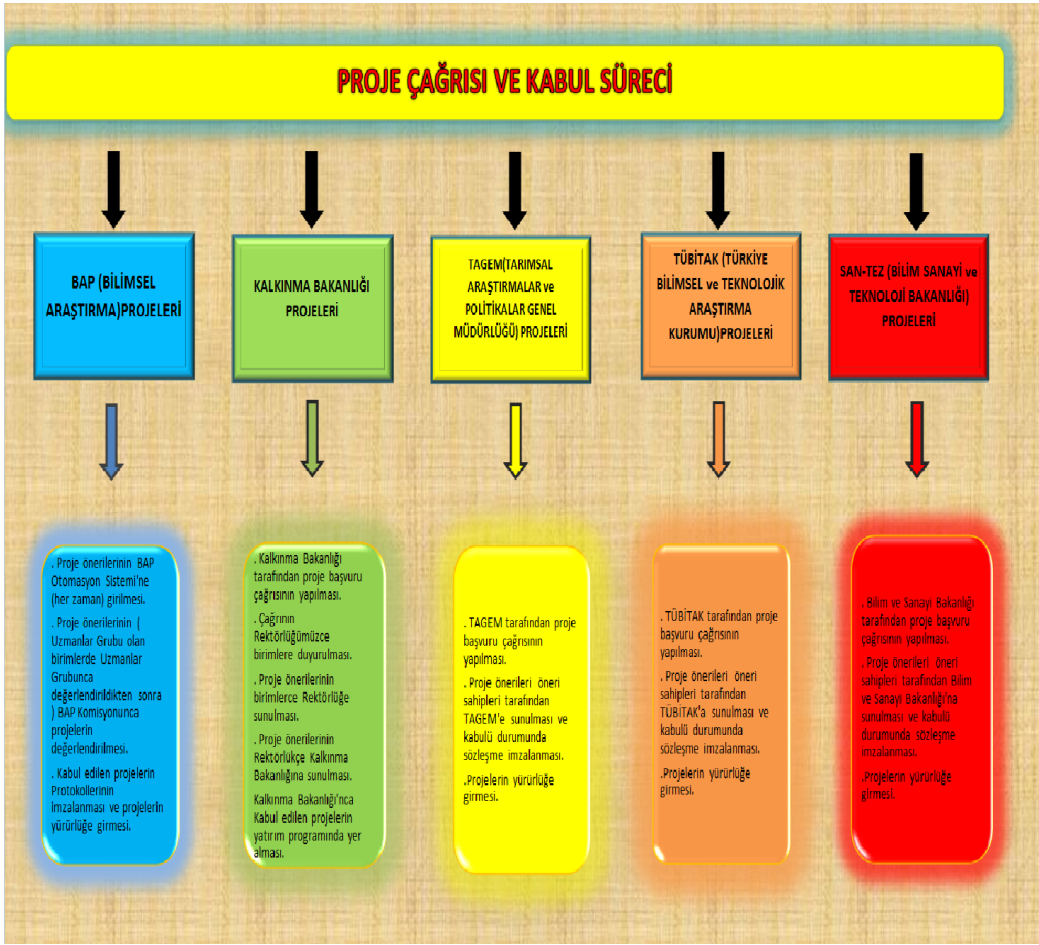 PROJE ÇAĞRISI VE KABUL SÜRECİ
BAP (BİLİMSEL
ARAŞTIRMA)PROJELERİ
KALKINMA BAKANLIĞI
PROJELERİ
TAGEM(TARIMSAL
ARAŞTIRMALAR ve
POLİTİKALAR GENEL
MÜDÜRLÜĞÜ) PROJELERİ
TÜBİTAK (TÜRKİYE
BİLİMSEL ve TEKNOLOJİK
ARAŞTIRMA
KURUMU)PROJELERİ
SAN-TEZ (BİLİM SANAYİ ve
TEKNOLOJİ BAKANLIĞI)
PROJELERİ
. Proje önerilerinin BAP
Otomasyon Sistemi'ne
(her zaman) girilmesi.
. Proje önerilerinin (
Uzmanlar Grubu olan
birimlerde Uzmanlar
Grubunca
değerlendirildikten sonra
) BAP Komisyonunca
projelerin
değerlendirilmesi.
. Kabul edilen projelerin
Protokollerinin
imzalanması ve projelerin
yürürlüğe girmesi.
. Kalkınma Bakanlığı
tarafından proje başvuru
çağrısının yapılması.
. Çağrının
Rektörlüğümüzce
birimlere duyurulması.
. Proje önerilerinin
birimlerce Rektörlüğe
sunulması.
. Proje önerilerinin
Rektörlükçe Kalkınma
Bakanlığına sunulması.
Kalkınma Bakanlığı'nca
Kabul edilen projelerin
yatırım programında yer
alması.
. TAGEM tarafından proje
başvuru çağrısının
yapılması.
. Proje önerileri öneri
sahipleri tarafından
TAGEM'e sunulması ve
kabulü durumunda
sözleşme imzalanması.
.Projelerin yürürlüğe
girmesi.
. TÜBİTAK tarafından proje
başvuru çağrısının
yapılması.
. Proje önerileri öneri
sahipleri tarafından
TÜBİTAK'a sunulması ve
kabulü durumunda
sözleşme imzalanması.
.Projelerin yürürlüğe
girmesi.
. Bilim ve Sanayi Bakanlığı
tarafından proje başvuru
çağrısının yapılması.
. Proje önerileri öneri
sahipleri tarafından Bilim
ve Sanayi Bakanlığı'na
sunulması ve kabulü
durumunda sözleşme
imzalanması.
.Projelerin yürürlüğe
girmesi.